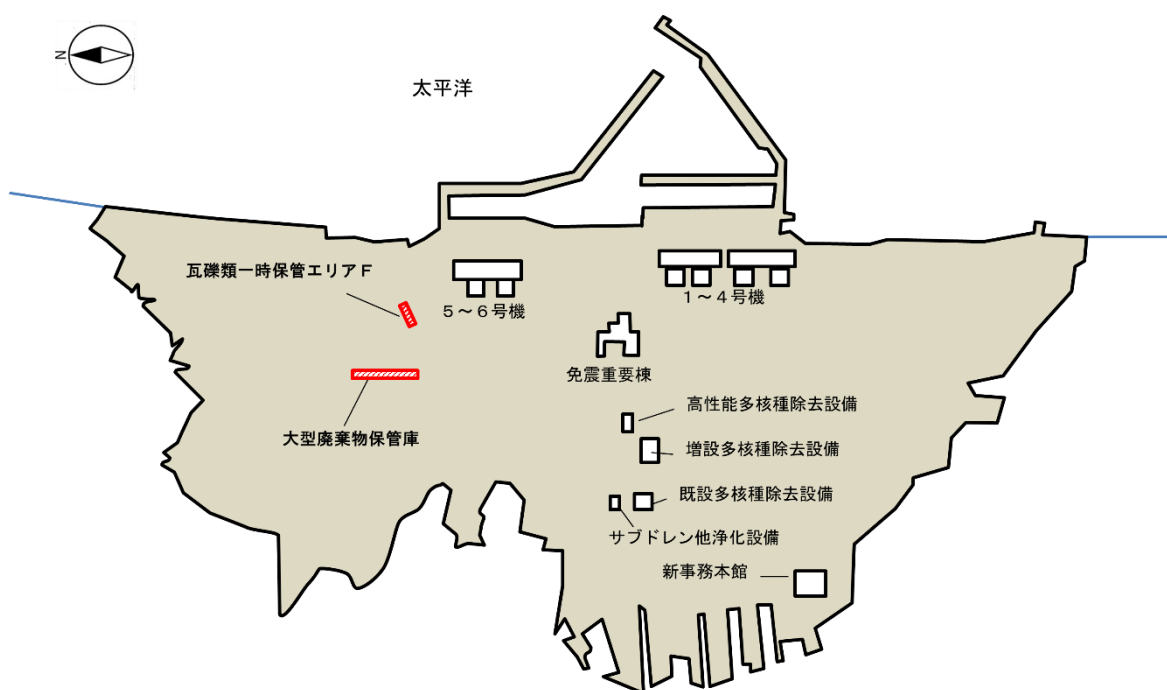 N
太平洋
瓦礫類一時保管エリアF
5～6号機
1～4号機
免震重要棟
大型廃棄物保管庫
高性能多核種除去設備
増設多核種除去設備
既設多核種除去設備
サブドレン他浄化設備
新事務本館